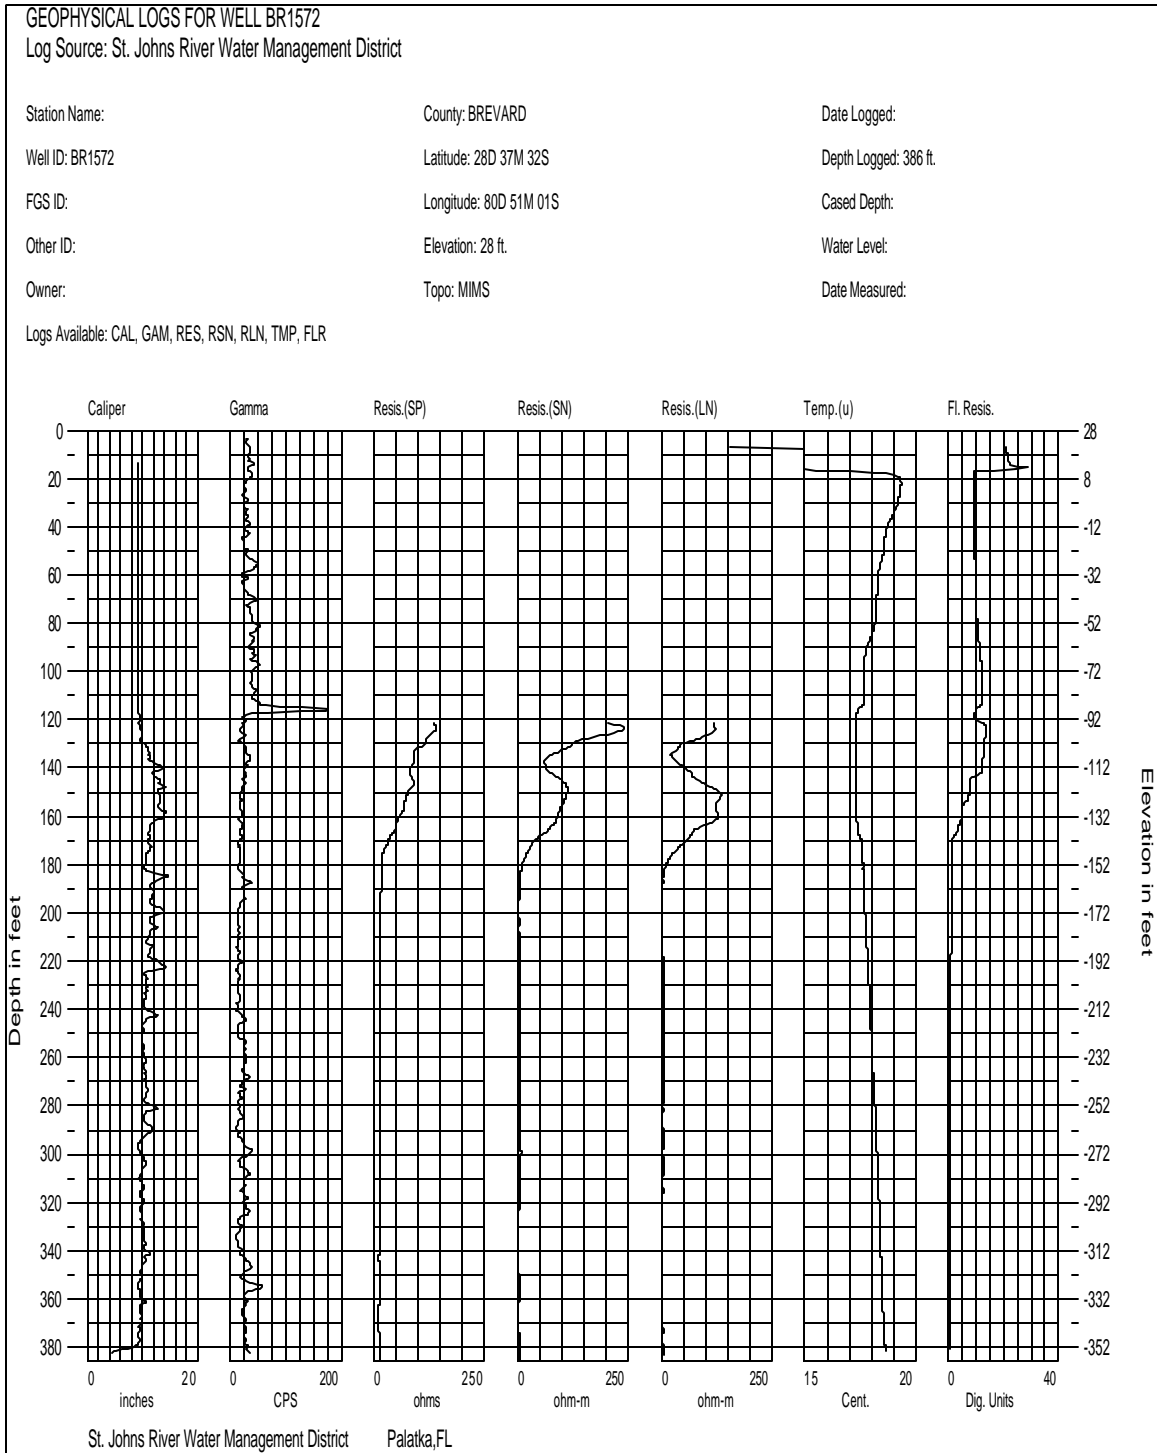 GEOPHYSICAL LOGS FOR WELL BR1572
Log Source: St. Johns River Water Management District
Station Name: County: BREVARD Date Logged:
Well ID: BR1572 Latitude: 28D 37M 32S Depth Logged: 386 ft.
FGS ID: Longitude: 80D 51M 01S Cased Depth:
Other ID: Elevation: 28 ft. Water Level:
Owner: Topo: MIMS Date Measured:
Logs Available: CAL, GAM, RES, RSN, RLN, TMP, FLR
Caliper Gamma Resis.(SP) Resis.(SN) Resis.(LN) Temp.(u) Fl. Resis.
0 28
20 8
40 -12
60 -32
80 -52
100 -72
120 -92
140 -112
160 -132
180 -152
200 -172
220 -192
240 -212
260 -232
280 -252
300 -272
320 -292
340 -312
360 -332
380 -352
Depth in feet
Elevation in feet
0 20 0 200 0 250 0 250 0 250 15 20 0 40
inches CPS ohms ohm-m ohm-m Cent. Dig. Units
St. Johns River Water Management District Palatka,FL